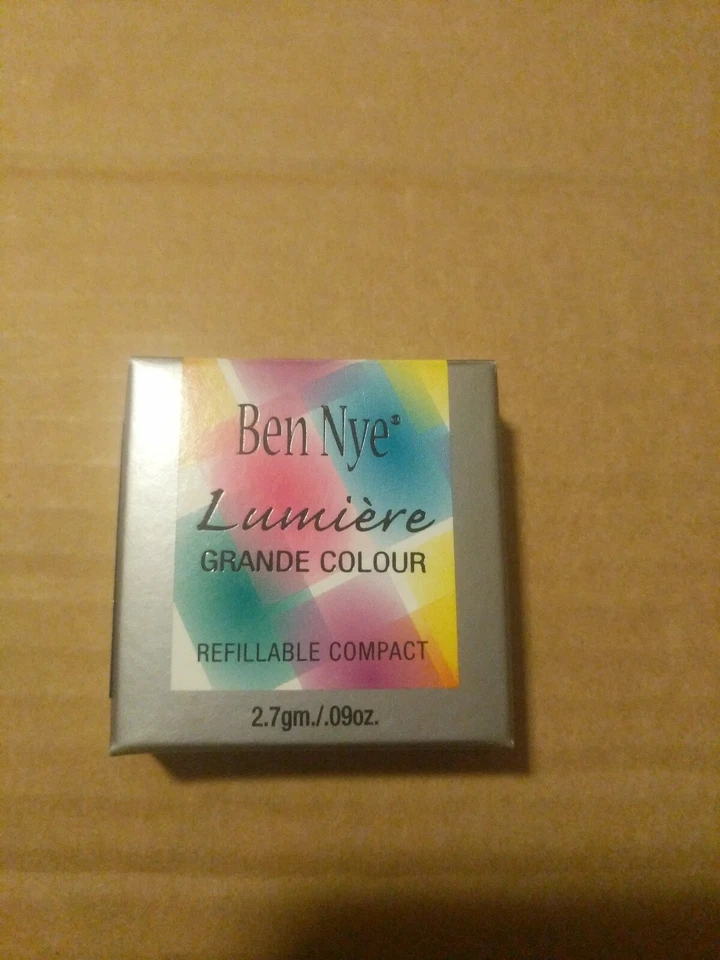 Ben Nye®
Lumière
GRANDE COLOUR
REFILLABLE COMPACT
2.7gm./.09oz.